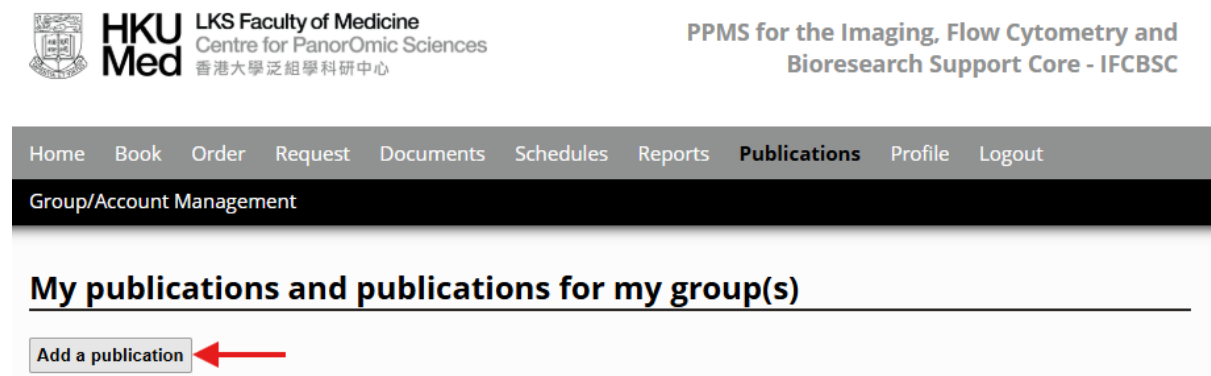 HKU
Med
LKS Faculty of Medicine
Centre for PanorOmic Sciences
香港大學泛組學科研中心
PPMS for the Imaging, Flow Cytometry and
Bioresearch Support Core - IFCBSC
Home Book Order Request Documents Schedules Reports Publications Profile Logout
Group/Account Management
My publications and publications for my group(s)
Add a publication